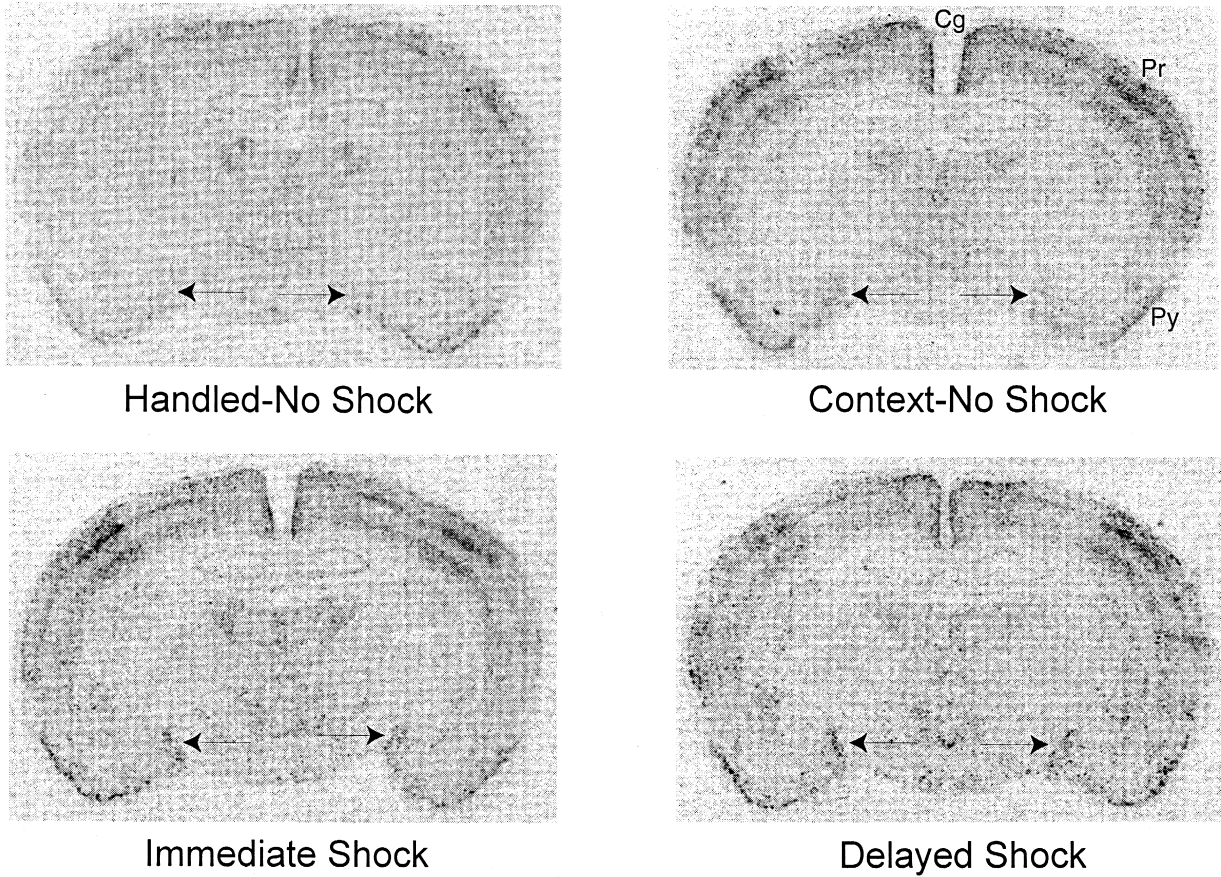 Cg
Pr
Py
Handled-No Shock
Context-No Shock
Immediate Shock
Delayed Shock